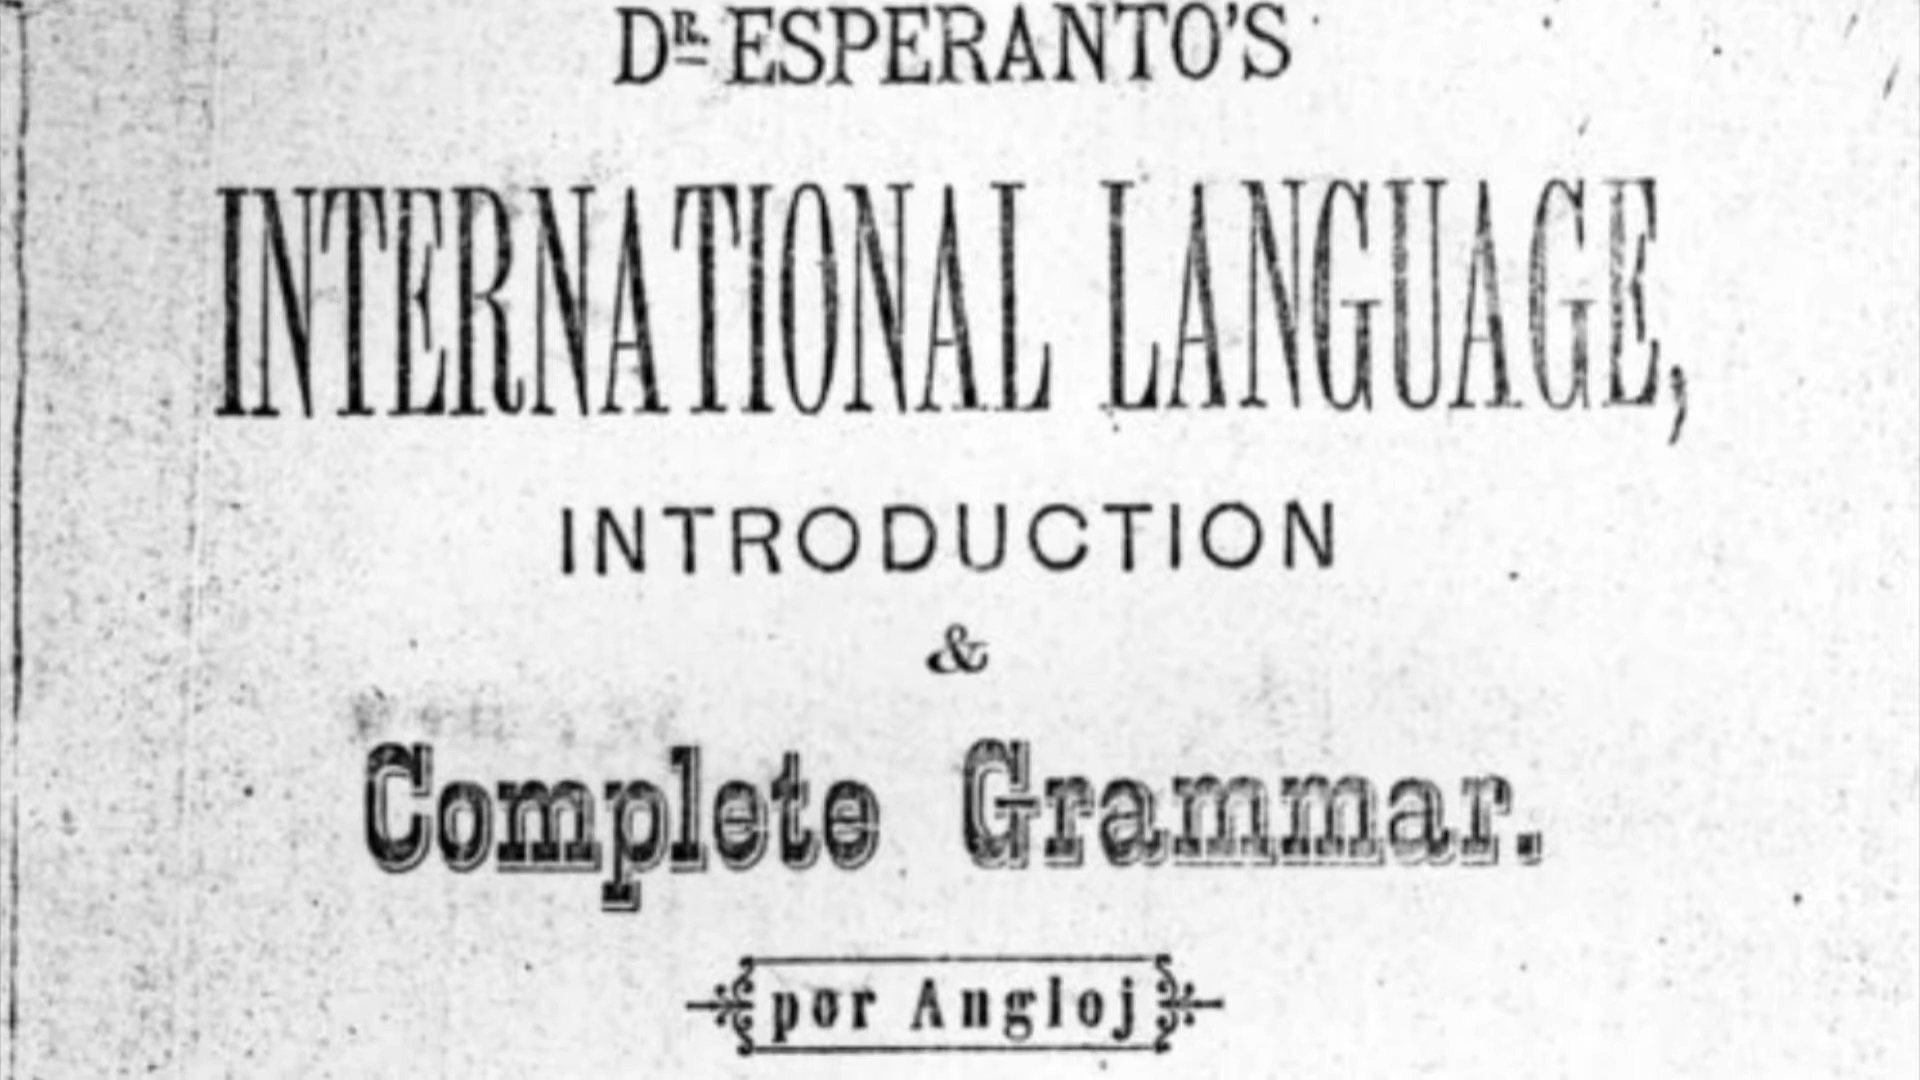 DR. ESPERANTO'S
INTERNATIONAL LANGUAGE,
INTRODUCTION
&
Complete Grammar.
por Angloj